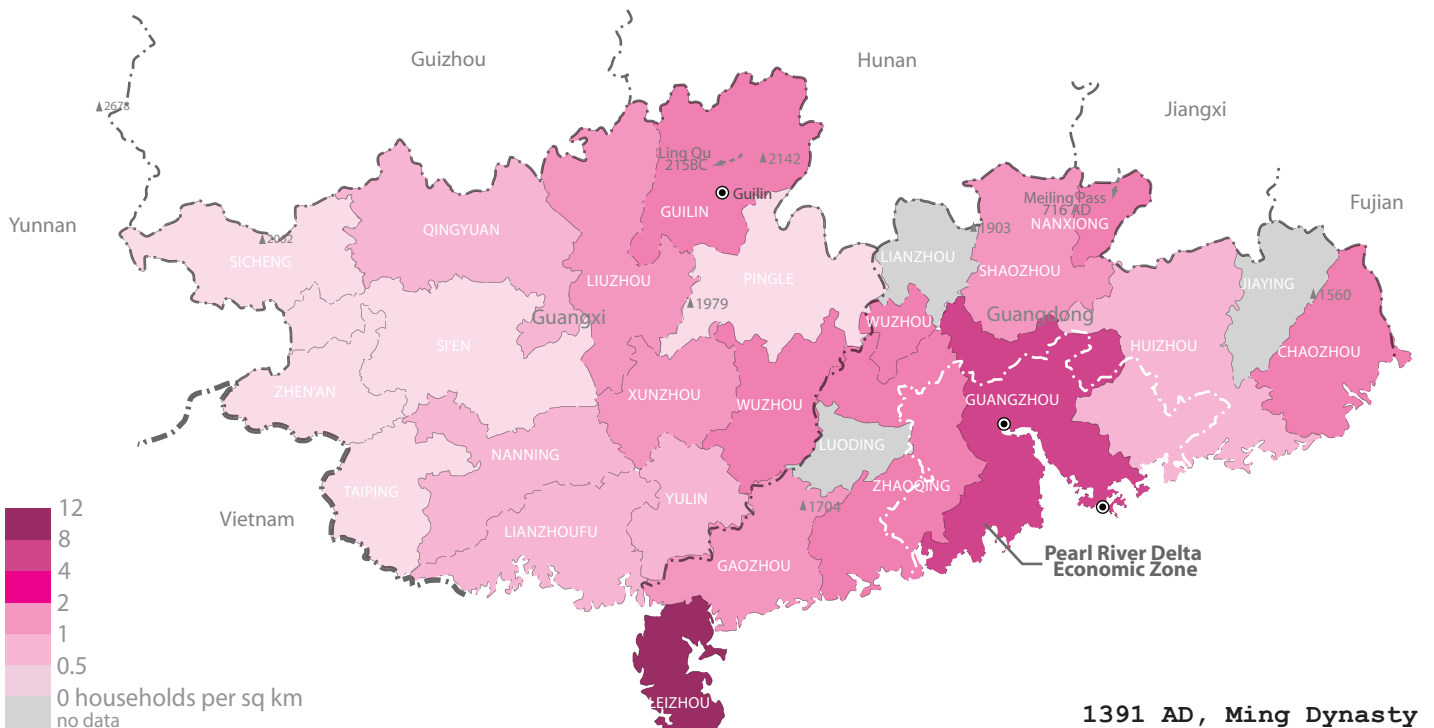 Guizhou
Hunan
Jiangxi
Fujian
Yunnan
Vietnam
Guangxi
Guangdong
2678
2062
2142
1979
1903
1560
1704
Ling Qu
215BC
Guilin
GUILIN
Meiling Pass
716 AD
NANXIONG
QINGYUAN
SICHENG
LIUZHOU
PINGLE
LIANZHOU
SHAOZHOU
JIAYING
CHAOZHOU
HUIZHOU
WUZHOU
SI'EN
ZHEN'AN
XUNZHOU
WUZHOU
GUANGZHOU
LUODING
NANNING
TAIPING
YULIN
ZHAOQING
LIANZHOUFU
GAOZHOU
LEIZHOU
Pearl River Delta
Economic Zone
12
8
4
2
1
0.5
0 households per sq km
no data
1391 AD, Ming Dynasty